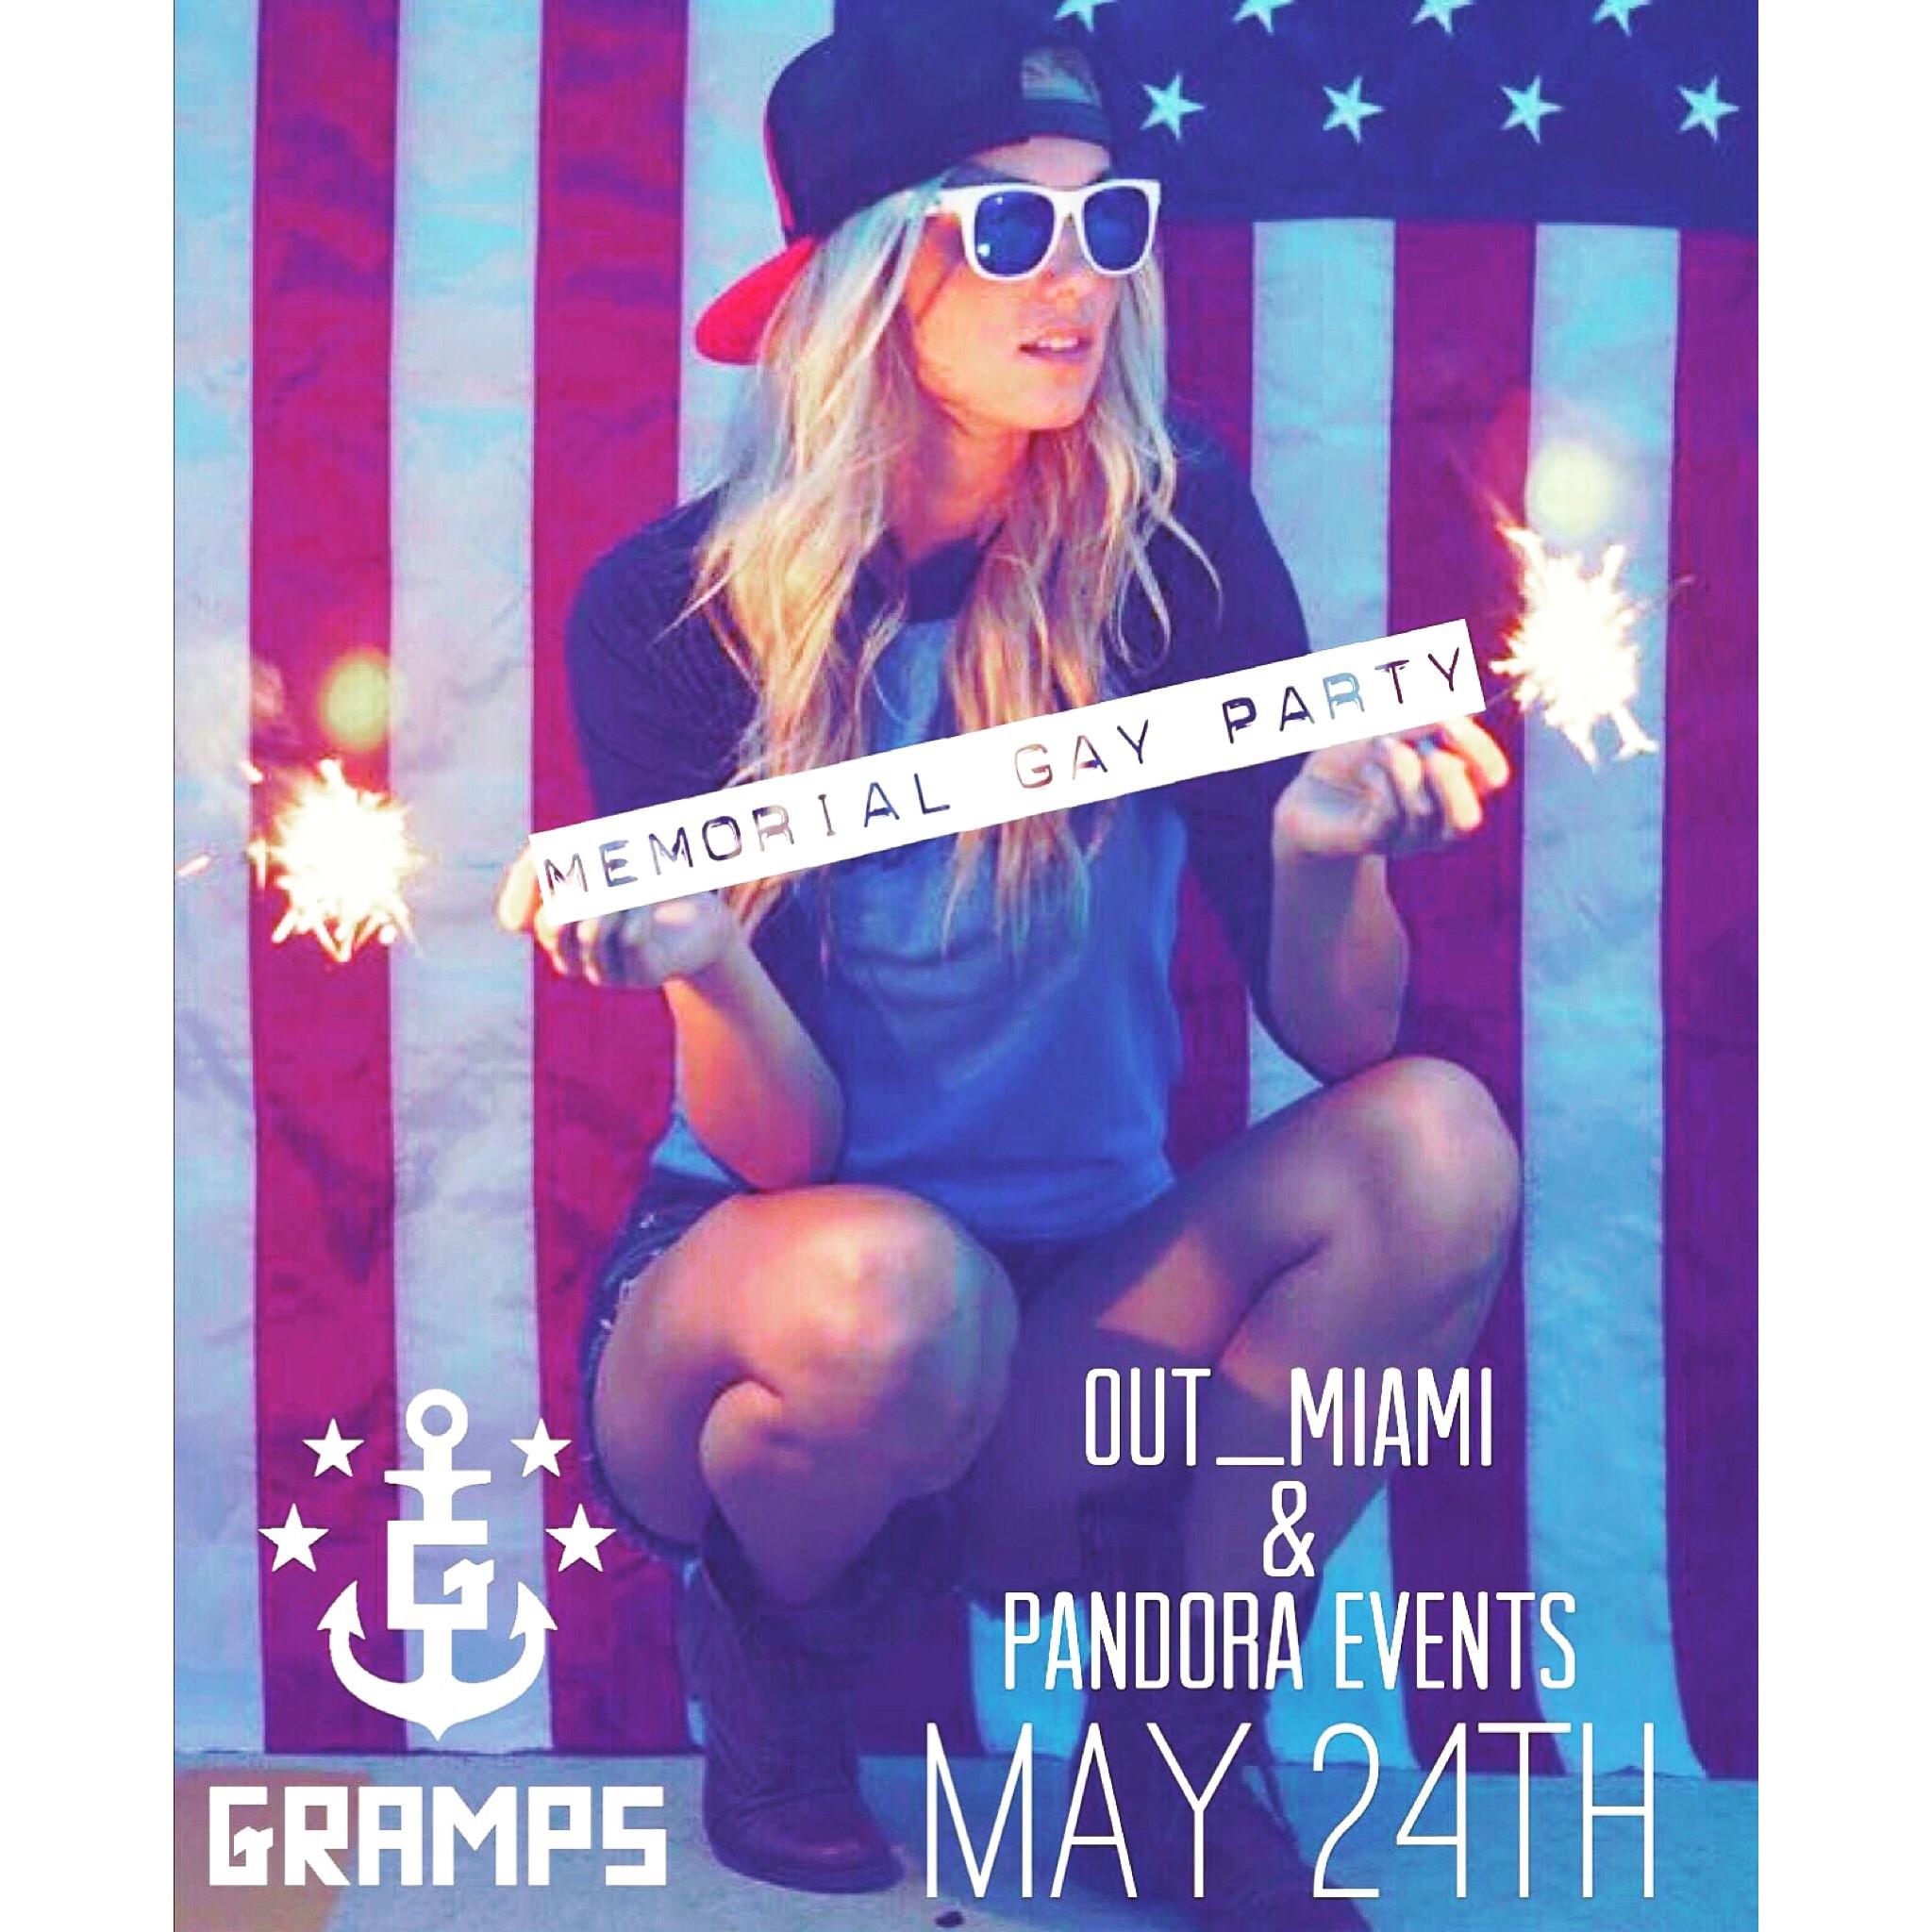 MEMORIAL GAY PARTY
OUT_MIAMI
&
PANDORA EVENTS
MAY 24TH
G
GRAMPS